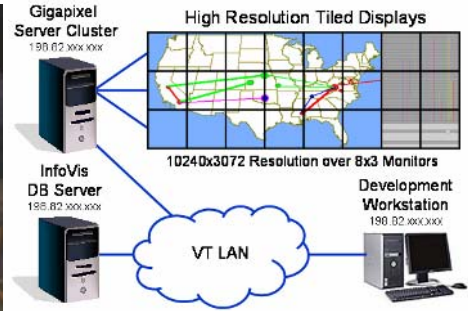 Gigapixel
Server Cluster
198.82.xxx.xxx
High Resolution Tiled Displays
10240x3072 Resolution over 8x3 Monitors
InfoVis
DB Server
198.82.xxx.xxx
VT LAN
Development
Workstation
198.82.xxx.xxx